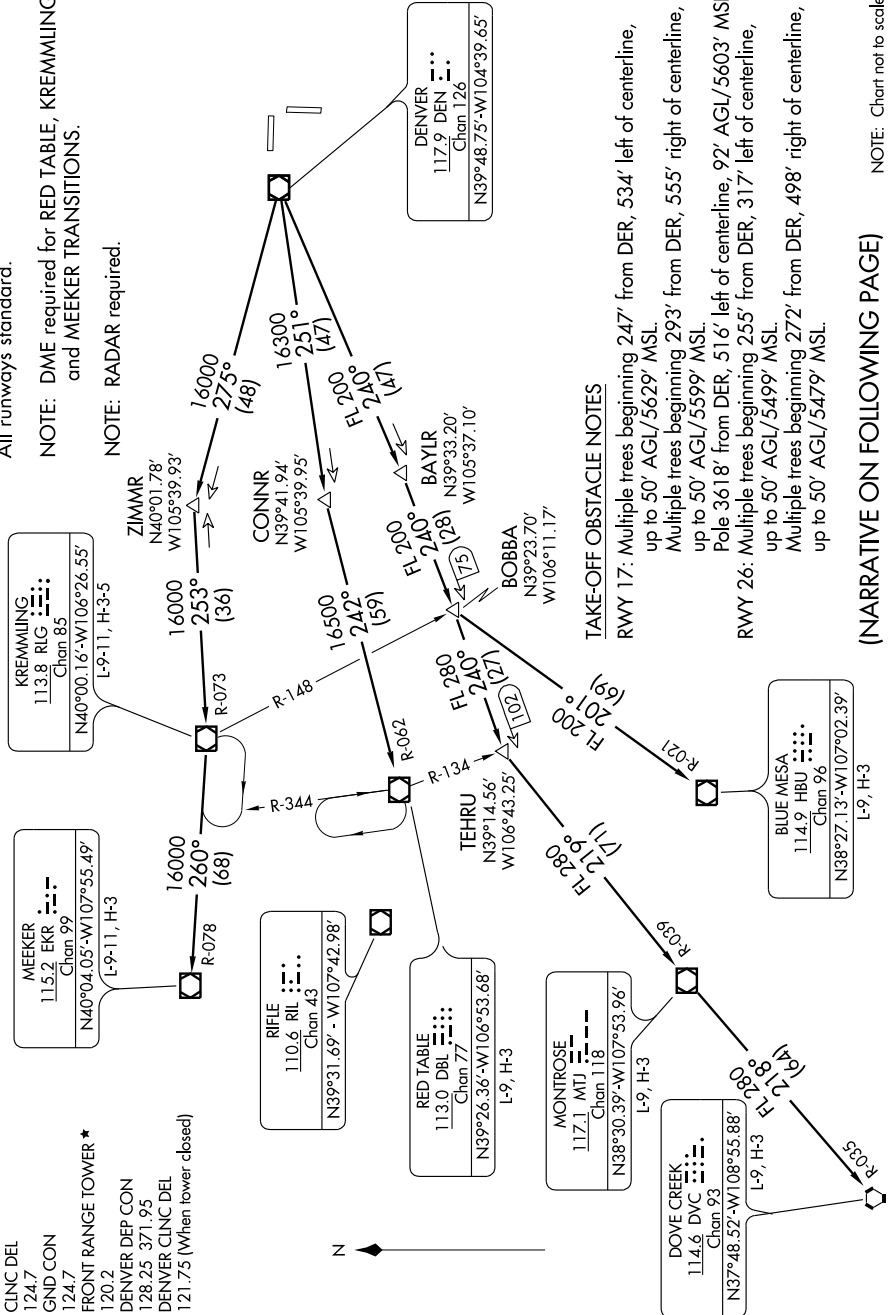 CLNC DEL
124.7
GND CON
124.7
FRONT RANGE TOWER ★
120.2
DENVER DEP CON
128.25 371.95
DENVER CLNC DEL
121.75 (When tower closed)
All runways standard.
NOTE: DME required for RED TABLE, KREMMLING
and MEEKER TRANSITIONS.
NOTE: RADAR required.
MEEKER
115.2 EKR
Chan 99
N40°04.05'-W107°55.49'
L-9-11, H-3
KREMMLING
113.8 RLG
Chan 85
N40°00.16'-W106°26.55'
L-9-11, H-3-5
ZIMMR
N40°01.78'
W105°39.93'
R-078
16000
260°
(68)
R-073
16000
253°
(36)
16000
275°
(48)
RIFLE
110.6 RIL
Chan 43
N39°31.69' - W107°42.98'
R-344
R-148
CONNR
N39°41.94'
W105°39.95'
16300
251°
(47)
16500
242°
(59)
R-062
DENVER
117.9 DEN
Chan 126
N39°48.75'-W104°39.65'
RED TABLE
113.0 DBL
Chan 77
N39°26.36'-W106°53.68'
L-9, H-3
R-134
FL 200
240°
(47)
BAYLR
N39°33.20'
W105°37.10'
FL 200
240°
(28)
75
BOBBA
N39°23.70'
W106°11.17'
FL 280
240°
(27)
102
TEHRU
N39°14.56'
W106°43.25'
FL 280
219°
(71)
R-039
FL 200
201°
(69)
R-021
MONTROSE
117.1 MTJ
Chan 118
N38°30.39'-W107°53.96'
L-9, H-3
BLUE MESA
114.9 HBU
Chan 96
N38°27.13'-W107°02.39'
L-9, H-3
FL 280
218°
(64)
R-035
DOVE CREEK
114.6 DVC
Chan 93
N37°48.52'-W108°55.88'
L-9, H-3
N
TAKE-OFF OBSTACLE NOTES
RWY 17: Multiple trees beginning 247' from DER, 534' left of centerline,
up to 50' AGL/5629' MSL.
Multiple trees beginning 293' from DER, 555' right of centerline,
up to 50' AGL/5599' MSL.
Pole 3618' from DER, 516' left of centerline, 92' AGL/5603' MSL
RWY 26: Multiple trees beginning 255' from DER, 317' left of centerline,
up to 50' AGL/5499' MSL.
Multiple trees beginning 272' from DER, 498' right of centerline,
up to 50' AGL/5479' MSL.
(NARRATIVE ON FOLLOWING PAGE)
NOTE: Chart not to scale